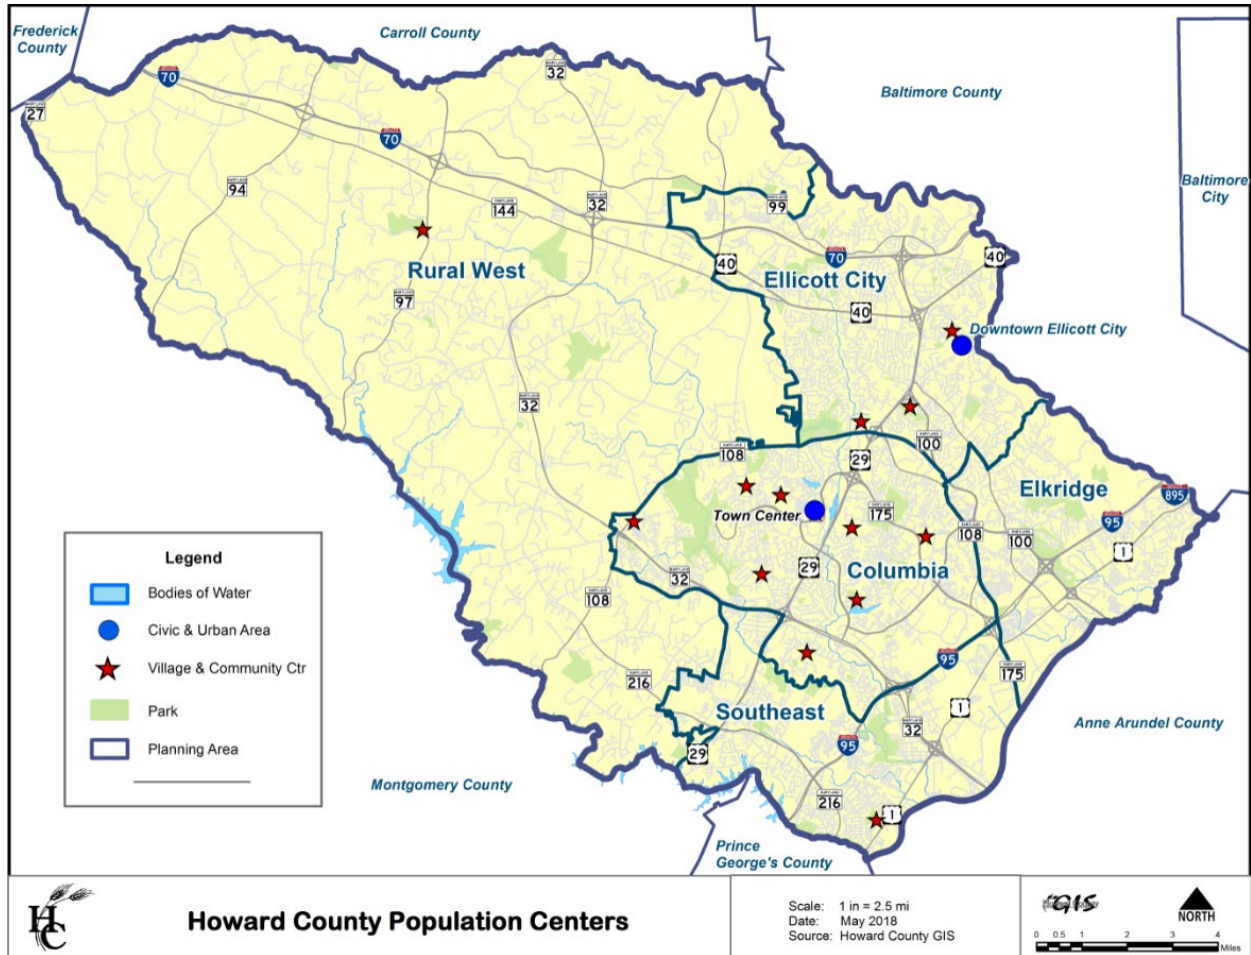 Frederick
County
Carroll County
Baltimore County
Baltimore
City
70
32
27
70
94
32
144
99
40
70
40
Rural West
Ellicott City
97
40
Downtown Ellicott City
32
108
29
100
Elkridge
895
Town Center
175
95
108
100
1
29
Columbia
32
108
95
175
216
Southeast
1
32
29
95
Anne Arundel County
216
1
Montgomery County
Prince
George's County
Legend
Bodies of Water
Civic & Urban Area
Village & Community Ctr
Park
Planning Area
HC
Howard County Population Centers
Scale: 1 in = 2.5 mi
Date: May 2018
Source: Howard County GIS
GIS
NORTH
0 0.5 1 2 3 4
Miles